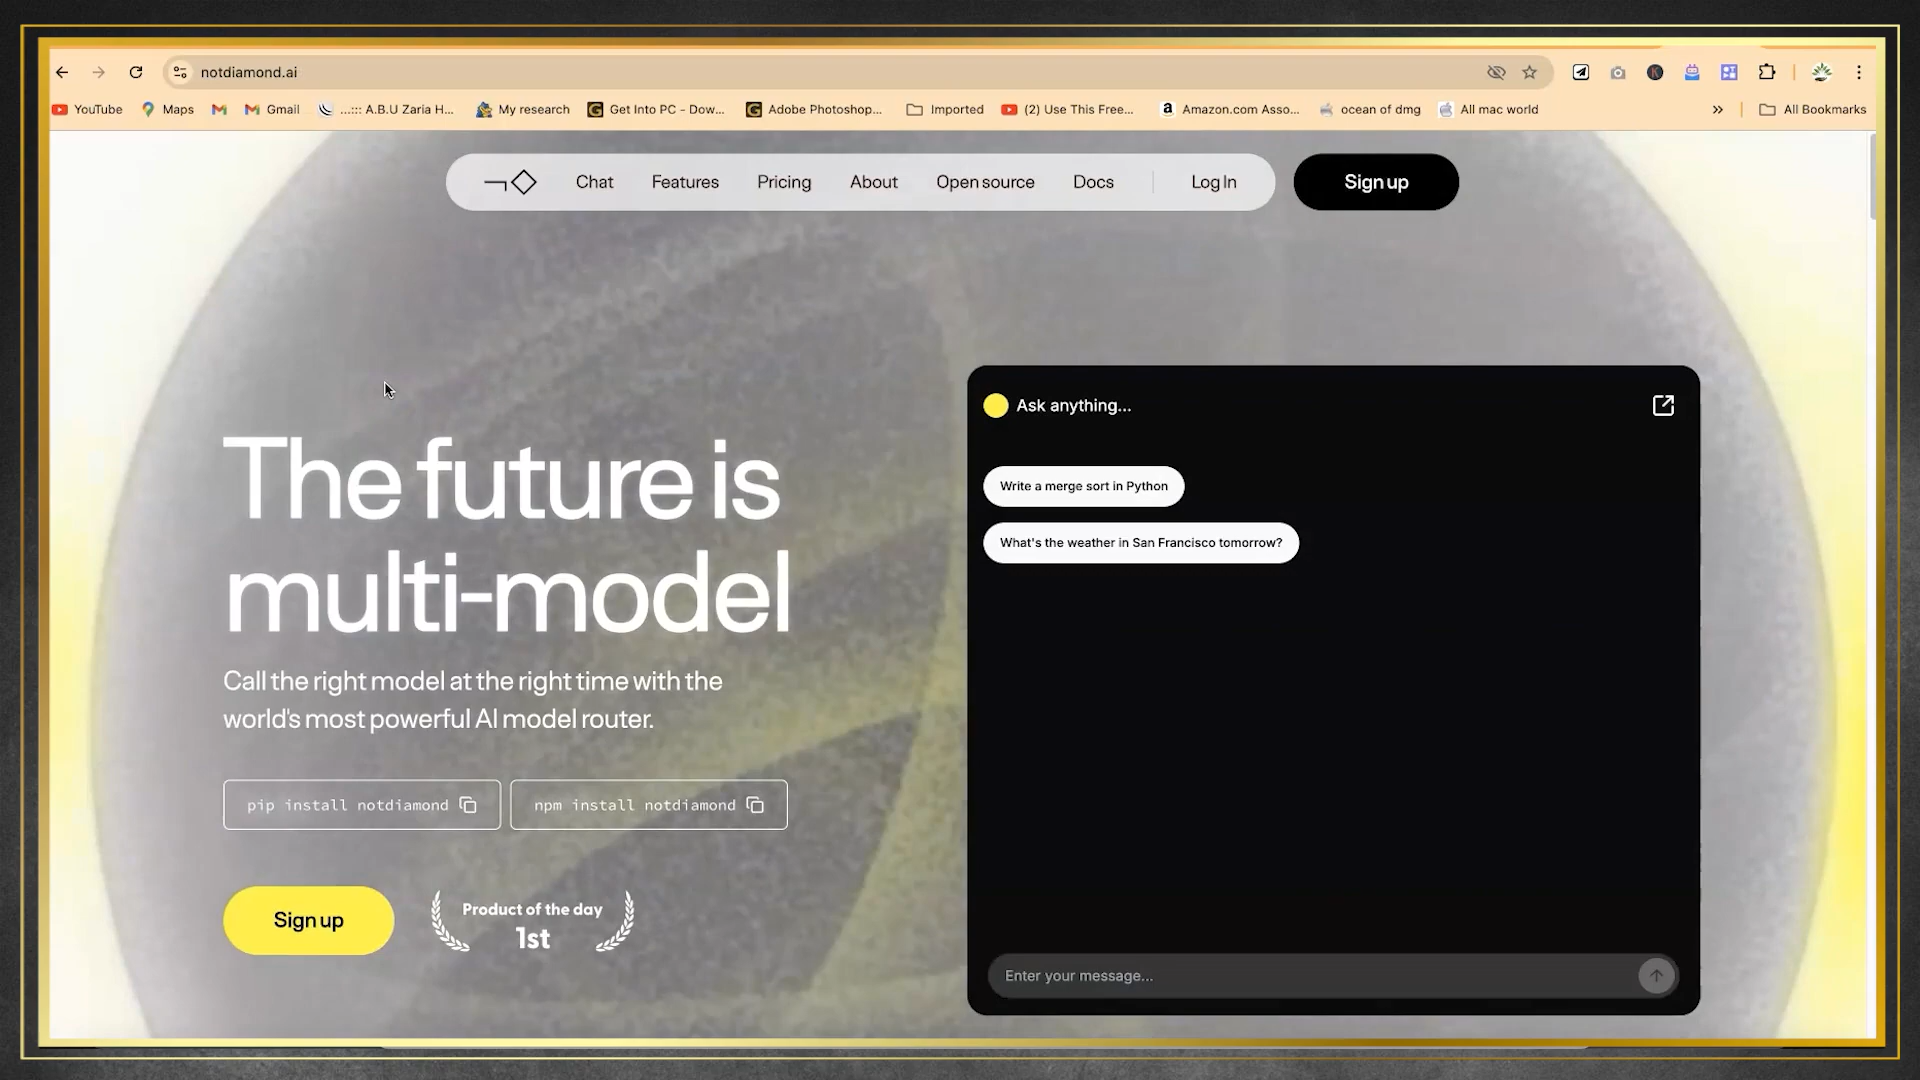 notdiamond.ai
YouTube
Maps
Gmail
...::: A.B.U Zaria H...
My research
Get Into PC - Dow...
Adobe Photoshop...
Imported
(2) Use This Free...
Amazon.com Asso...
ocean of dmg
All mac world
All Bookmarks
Chat
Features
Pricing
About
Open source
Docs
Log In
Sign up
The future is
multi-model
Call the right model at the right time with the
world's most powerful AI model router.
pip install notdiamond
npm install notdiamond
Sign up
Product of the day
1st
Ask anything...
Write a merge sort in Python
What's the weather in San Francisco tomorrow?
Enter your message...